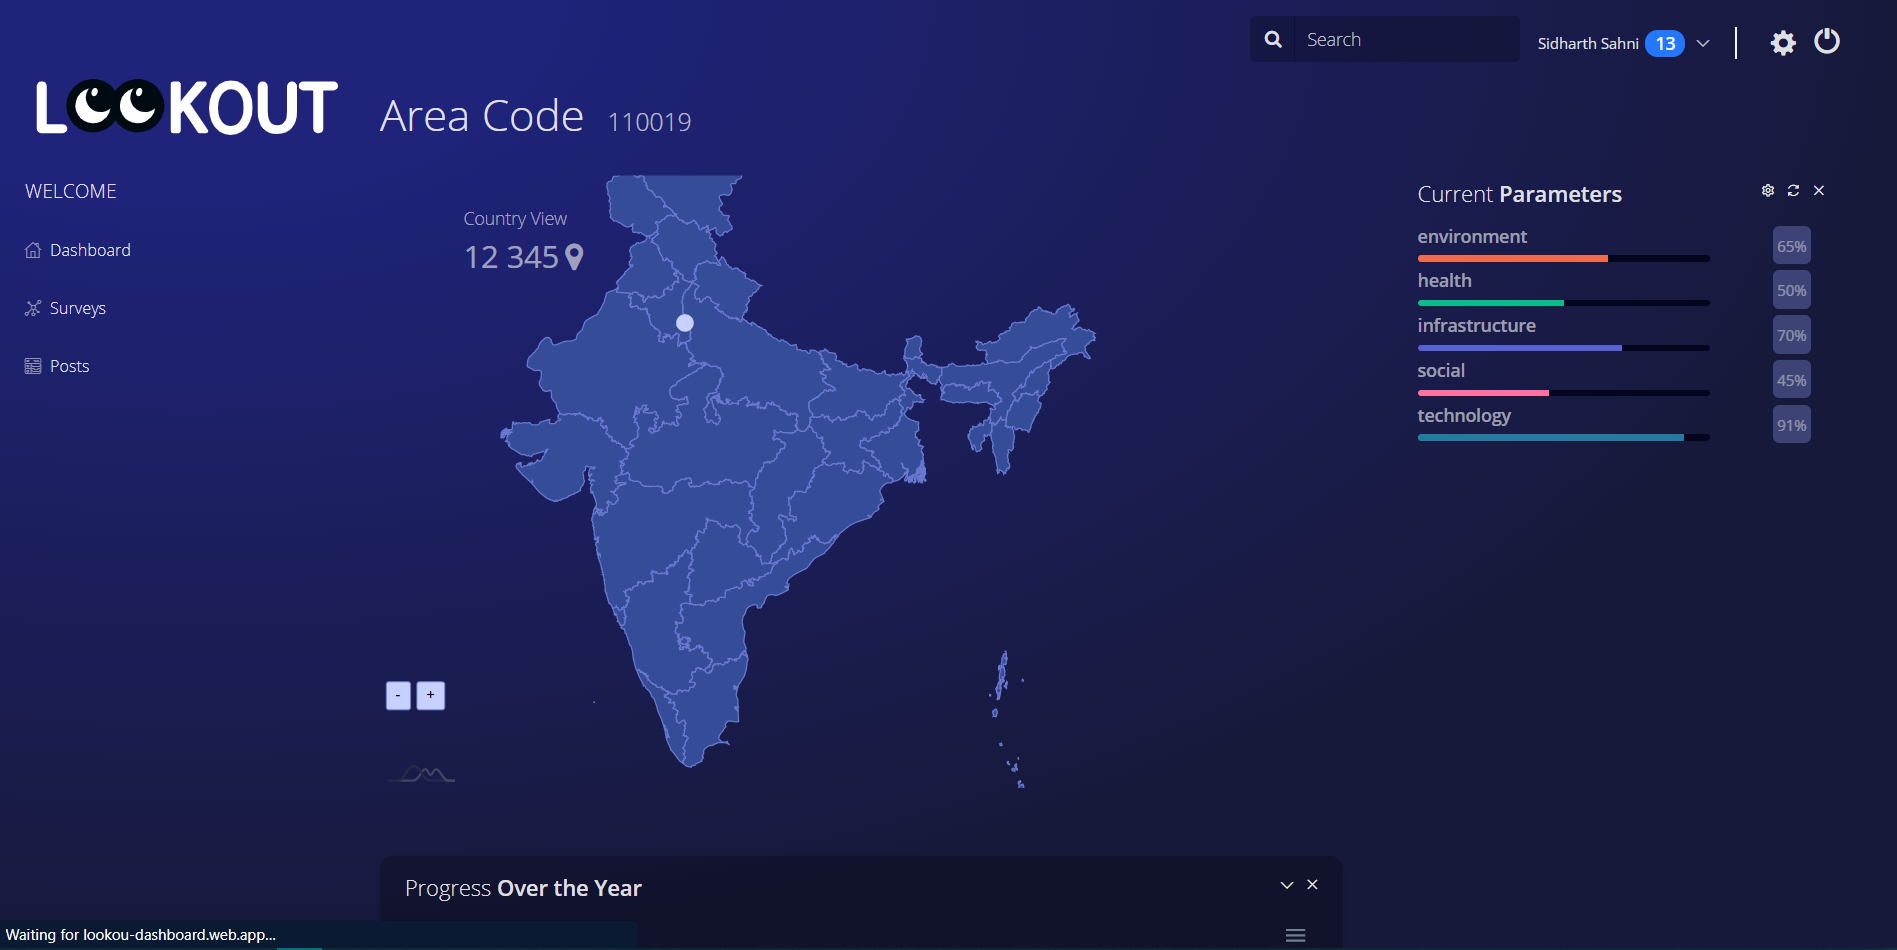 Search
Sidharth Sahni 13
LOOKOUT
Area Code 110019
WELCOME
Dashboard
Surveys
Posts
Country View
12 345
- +
Current Parameters
environment 65%
health 50%
infrastructure 70%
social 45%
technology 91%
Progress Over the Year
Waiting for lookou-dashboard.web.app...